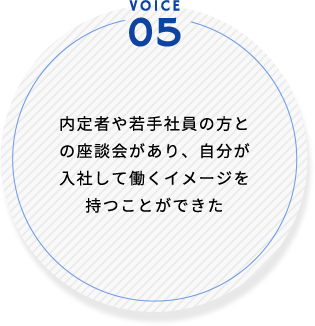 VOICE
05
内定者や若手社員の方と
の座談会があり、自分が
入社して働くイメージを
持つことができた